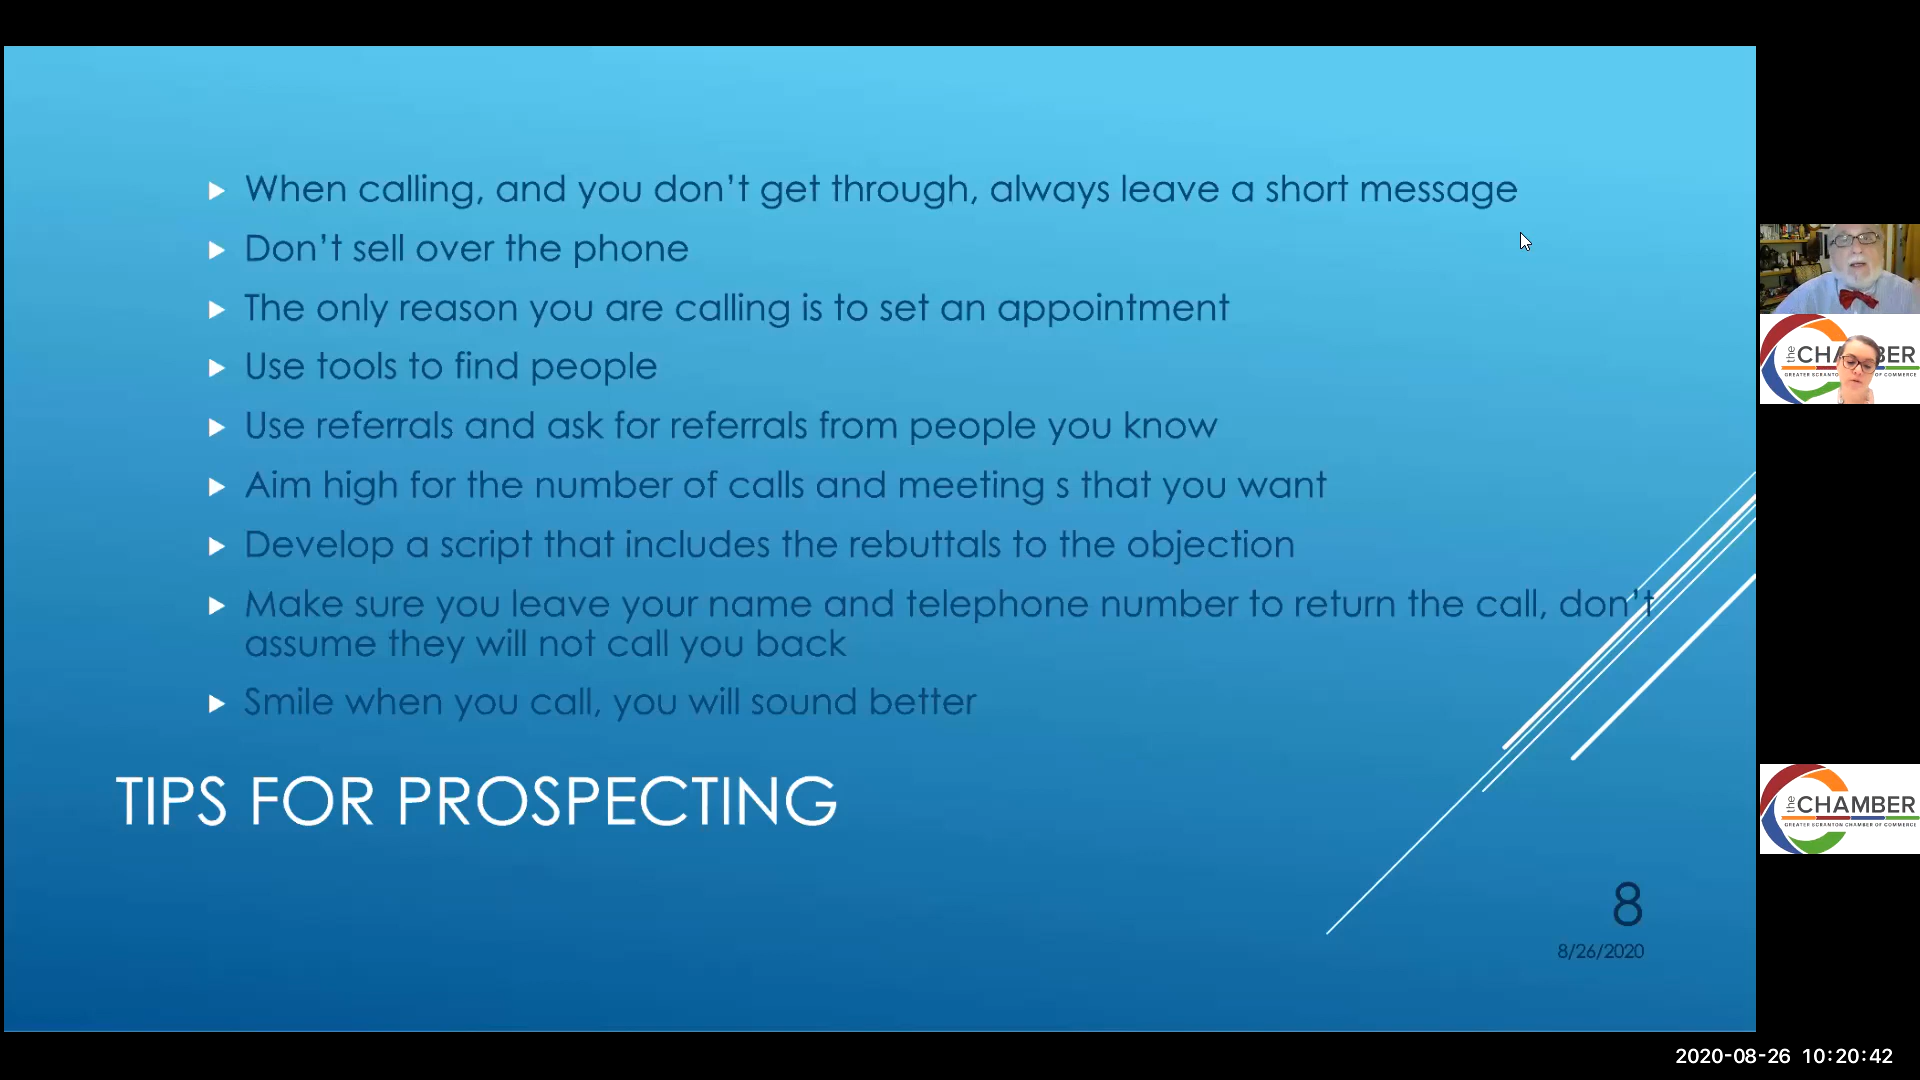 When calling, and you don't get through, always leave a short message
Don't sell over the phone
The only reason you are calling is to set an appointment
Use tools to find people
Use referrals and ask for referrals from people you know
Aim high for the number of calls and meeting s that you want
Develop a script that includes the rebuttals to the objection
Make sure you leave your name and telephone number to return the call, don't
assume they will not call you back
Smile when you call, you will sound better
TIPS FOR PROSPECTING
8
8/26/2020
the CHAMBER
GREATER SCRANTON CHAMBER OF COMMERCE
2020-08-26 10:20:42